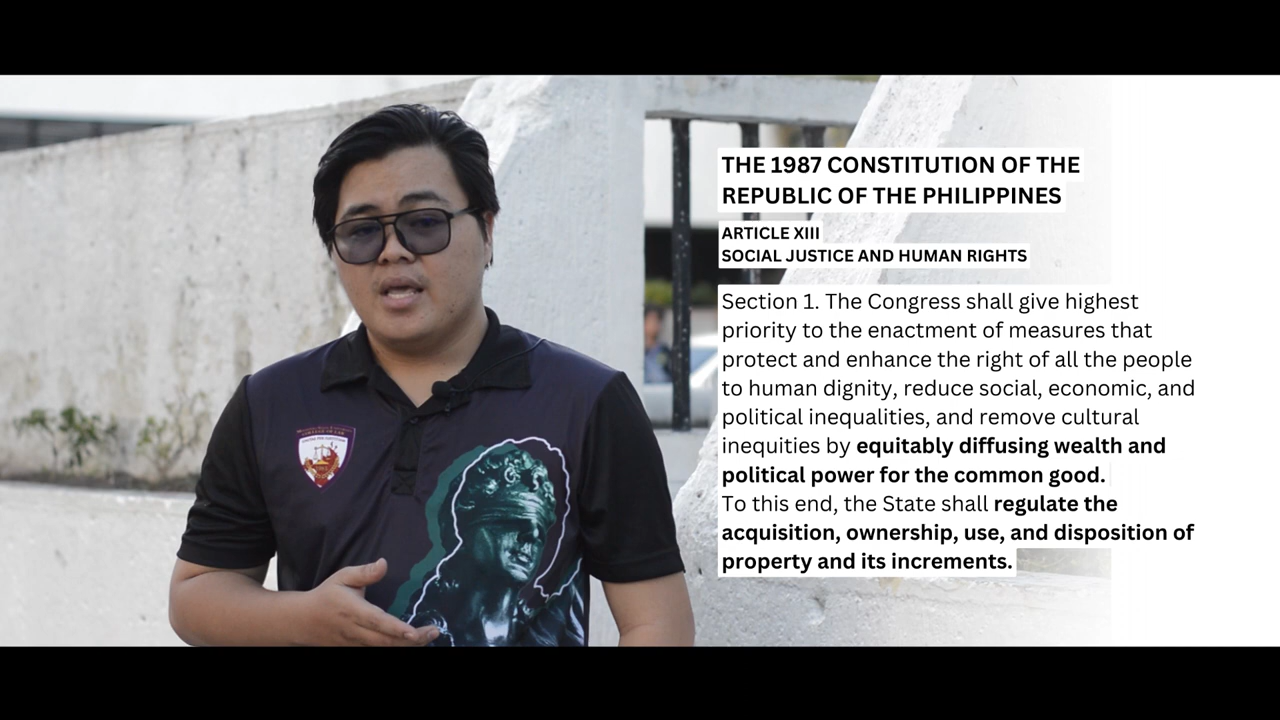 THE 1987 CONSTITUTION OF THE
REPUBLIC OF THE PHILIPPINES
ARTICLE XIII
SOCIAL JUSTICE AND HUMAN RIGHTS
Section 1. The Congress shall give highest
priority to the enactment of measures that
protect and enhance the right of all the people
to human dignity, reduce social, economic, and
political inequalities, and remove cultural
inequities by equitably diffusing wealth and
political power for the common good.
To this end, the State shall regulate the
acquisition, ownership, use, and disposition of
property and its increments.
COLLEGE OF LAW